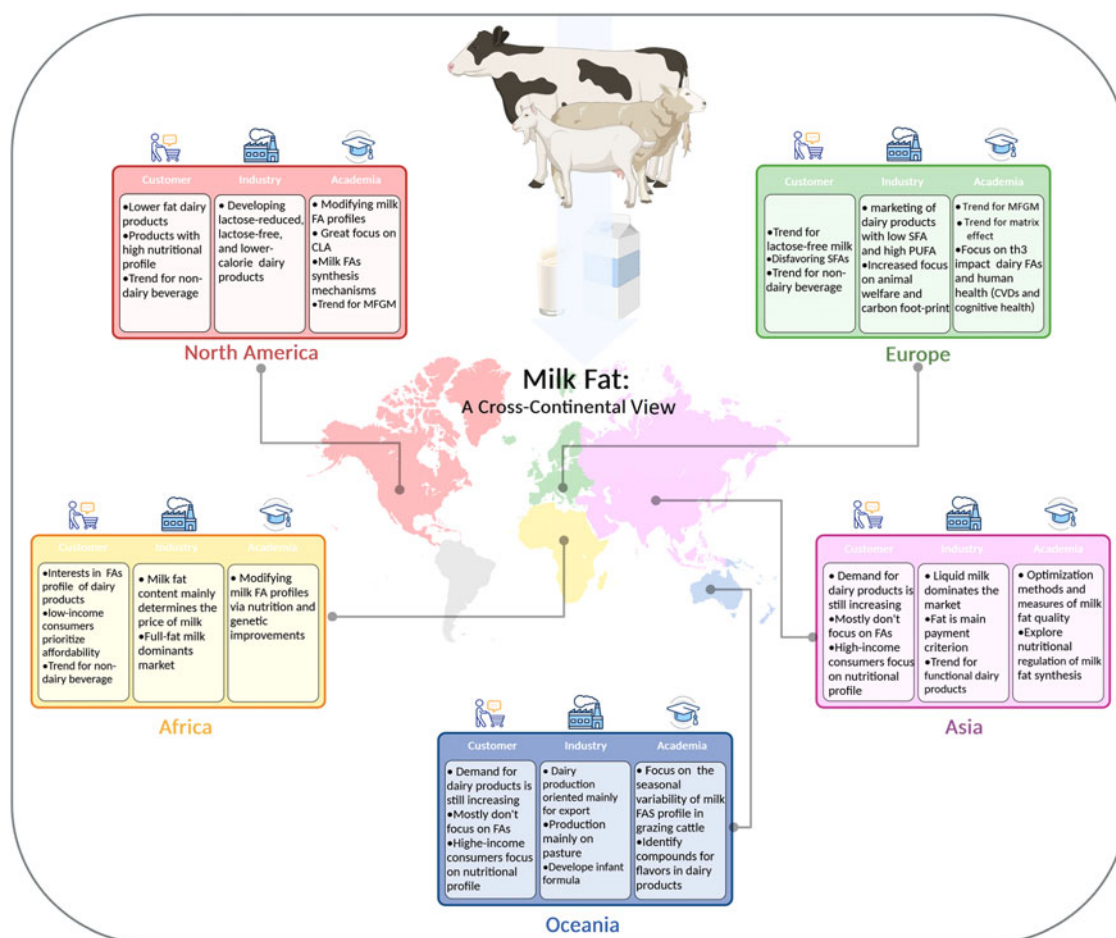 Customer
Industry
Academia
●Lower fat dairy
products
●Products with
high nutritional
profile
●Trend for non-
dairy beverage
● Developing
lactose-reduced,
lactose-free,
and lower-
calorie dairy
products
● Modifying milk
FA profiles
● Great focus on
CLA
● Milk FAs
synthesis
mechanisms
●Trend for MFGM
North America
Customer
Industry
Academia
●Trend for
lactose-free milk
● Disfavoring SFAs
● Trend for non-
dairy beverage
● marketing of
dairy products
with low SFA
and high PUFA
●Increased focus
on animal
welfare and
carbon foot-print
● Trend for MFGM
● Trend for matrix
effect
●Focus on th3
impact dairy FAs
and human
health (CVDs and
cognitive health)
Europe
Milk Fat:
A Cross-Continental View
Customer
Industry
Academia
●Interests in FAs
profile of dairy
products
●low-income
consumers
prioritize
affordability
●Trend for non-
dairy beverage
● Milk fat
content mainly
determines the
price of milk
●Full-fat milk
dominants
market
● Modifying
milk FA profiles
via nutrition and
genetic
improvements
Africa
Customer
Industry
Academia
● Demand for
dairy products is
still increasing
●Mostly don't
focus on FAs
●High-income
consumers focus
on nutritional
profile
● Liquid milk
dominates the
market
● Fat is main
payment
criterion
● Trend for
functional dairy
products
● Optimization
methods and
measures of milk
fat quality
●Explore
nutritional
regulation of milk
fat synthesis
Asia
Customer
Industry
Academia
● Demand for
dairy products is
still increasing
●Mostly don't
focus on FAs
●Highe-income
consumers focus
on nutritional
profile
● Dairy
production
oriented mainly
for export
●Production
mainly on
pasture
● Develope infant
formula
● Focus on the
seasonal
variability of milk
FAS profile in
grazing cattle
●Identify
compounds for
flavors in dairy
products
Oceania